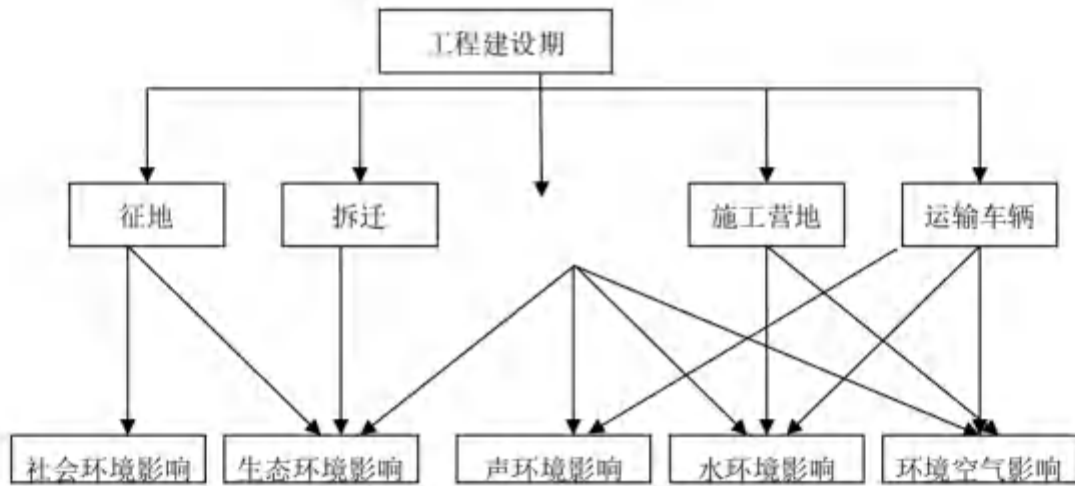 工程建设期
征地
拆迁
施工营地
运输车辆
社会环境影响
生态环境影响
声环境影响
水环境影响
环境空气影响